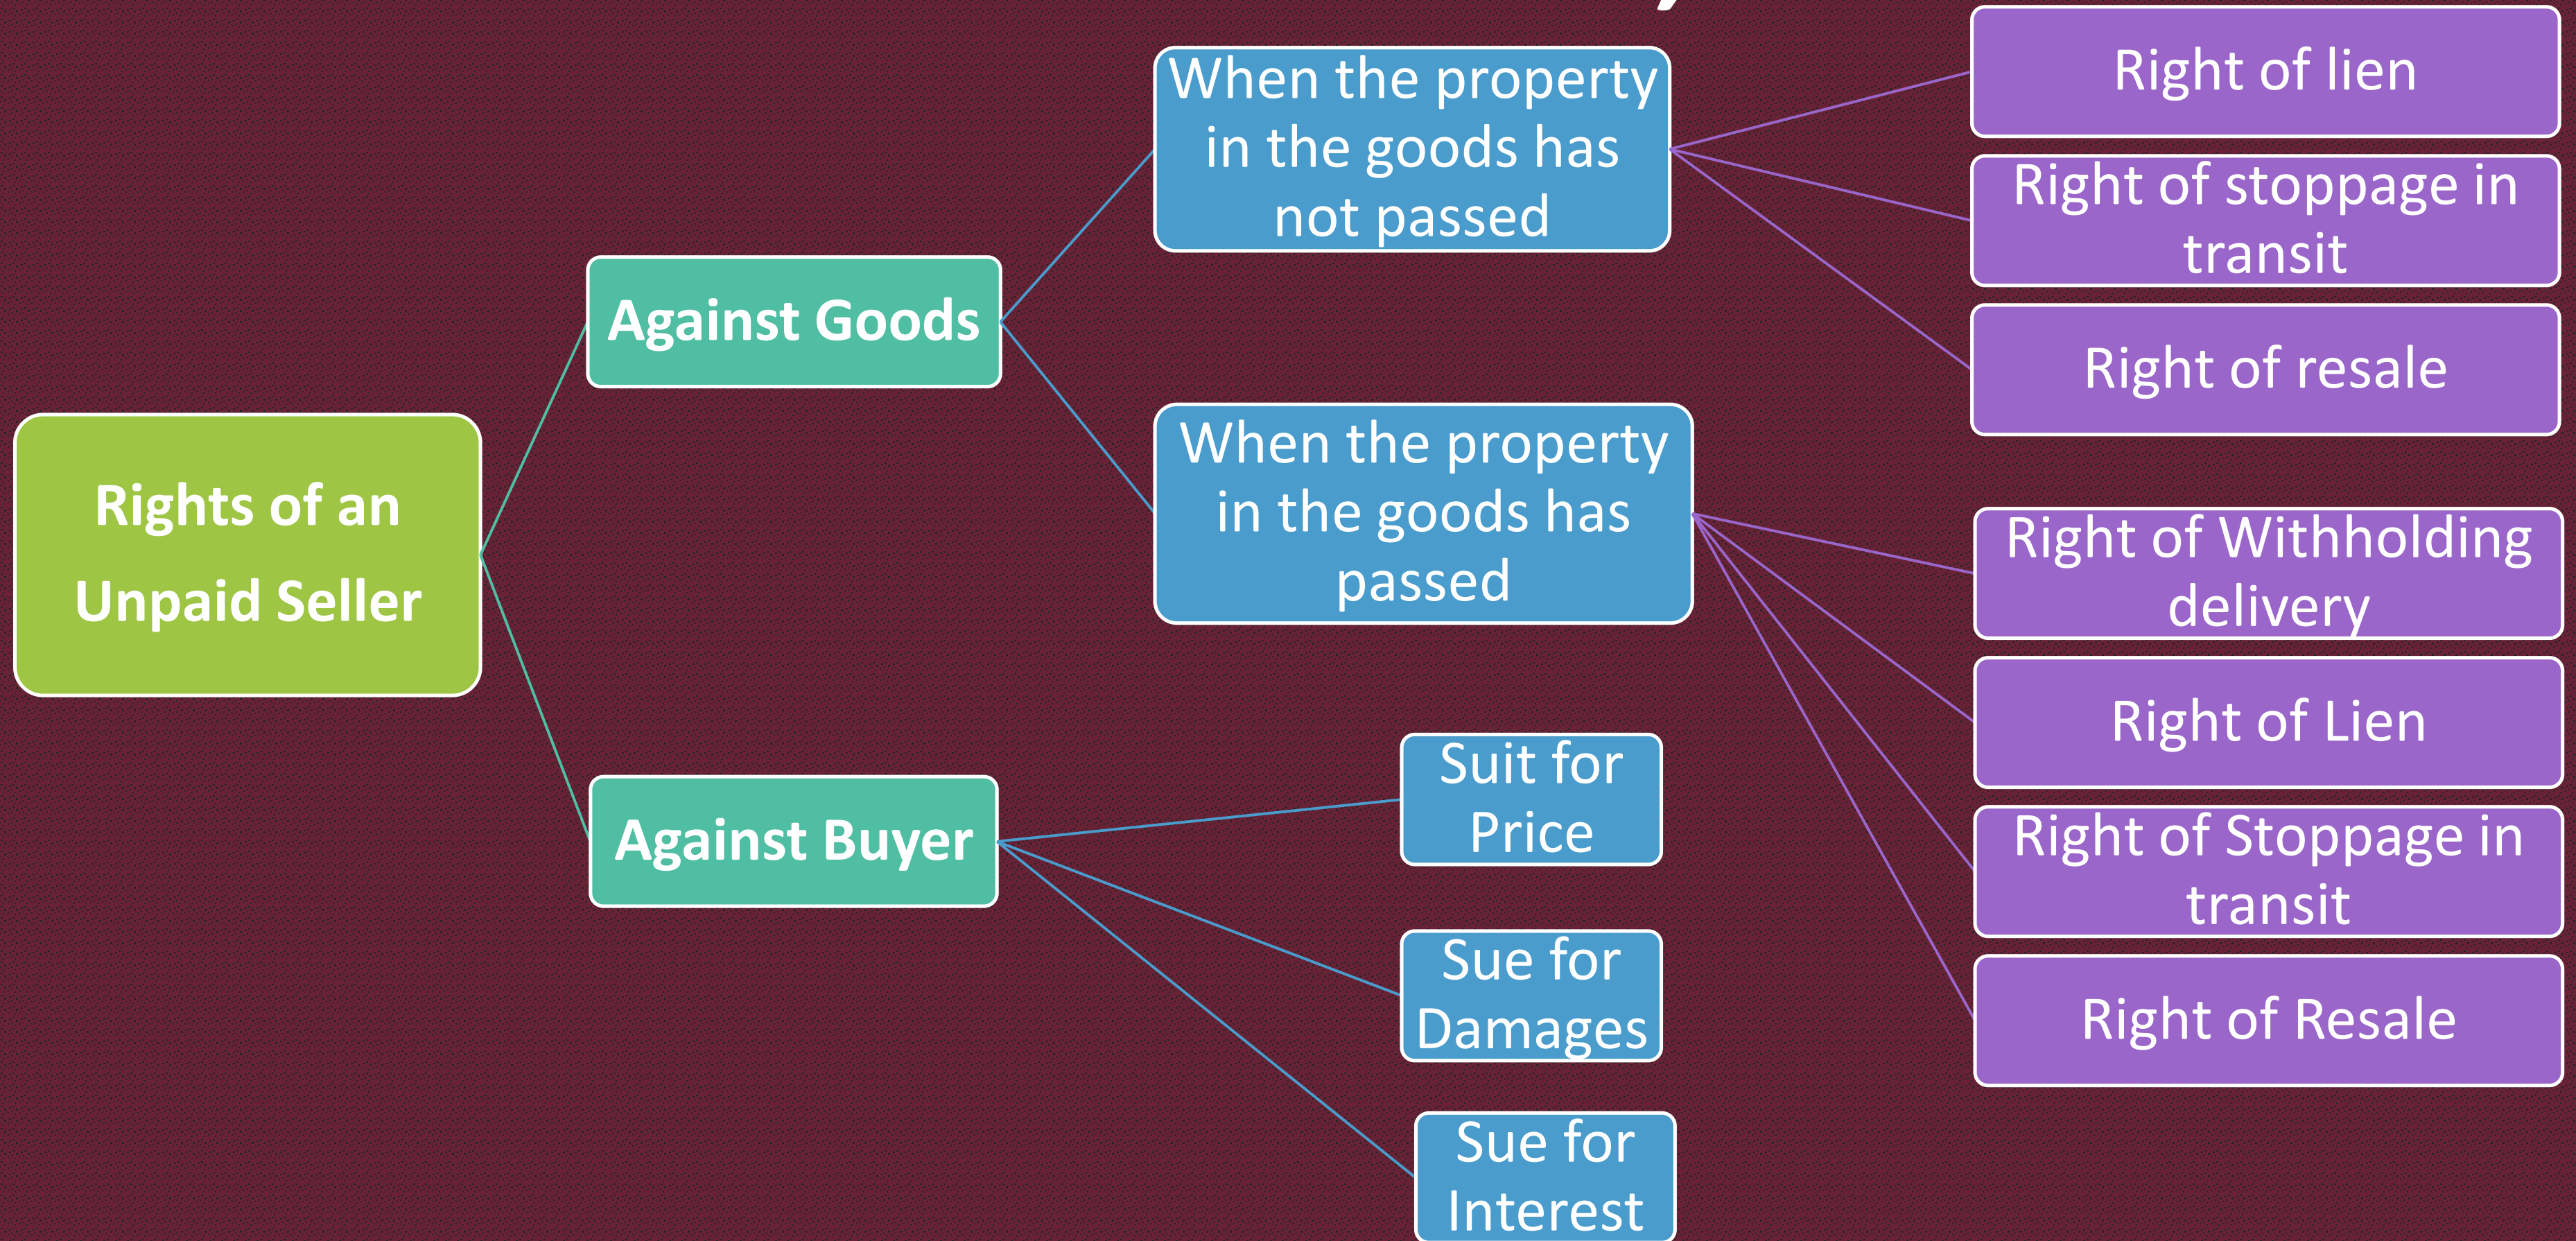 Rights of an
Unpaid Seller
Against Goods
When the property
in the goods has
not passed
Right of lien
Right of stoppage in
transit
Right of resale
When the property
in the goods has
passed
Right of Withholding
delivery
Right of Lien
Right of Stoppage in
transit
Right of Resale
Against Buyer
Suit for
Price
Sue for
Damages
Sue for
Interest